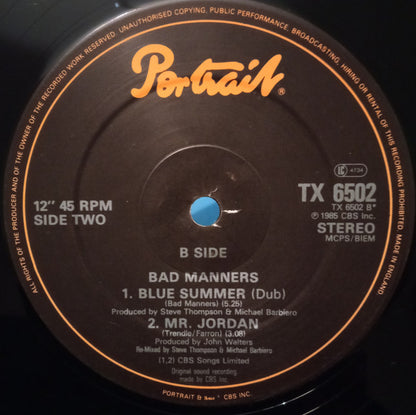 ALL RIGHTS OF THE PRODUCER AND OF THE OWNER OF THE RECORDED WORK RESERVED. UNAUTHORISED COPYING, PUBLIC PERFORMANCE, BROADCASTING, HIRING OR RENTAL OF THIS RECORDING PROHIBITED.
Portrait®
12" 45 RPM
SIDE TWO
LC 4734
TX 6502
TX 6502 B
℗ 1985 CBS Inc.
STEREO
MCPS/BIEM
B SIDE
BAD MANNERS
1. BLUE SUMMER (Dub)
(Bad Manners) (5.25)
Produced by Steve Thompson & Michael Barbiero
2. MR. JORDAN
(Trendle/Farron) (3.08)
Produced by John Walters
Re-Mixed by Steve Thompson & Michael Barbiero
(1,2) CBS Songs Limited
Original sound recording
made by CBS Inc.
PORTRAIT & ARE CBS INC.